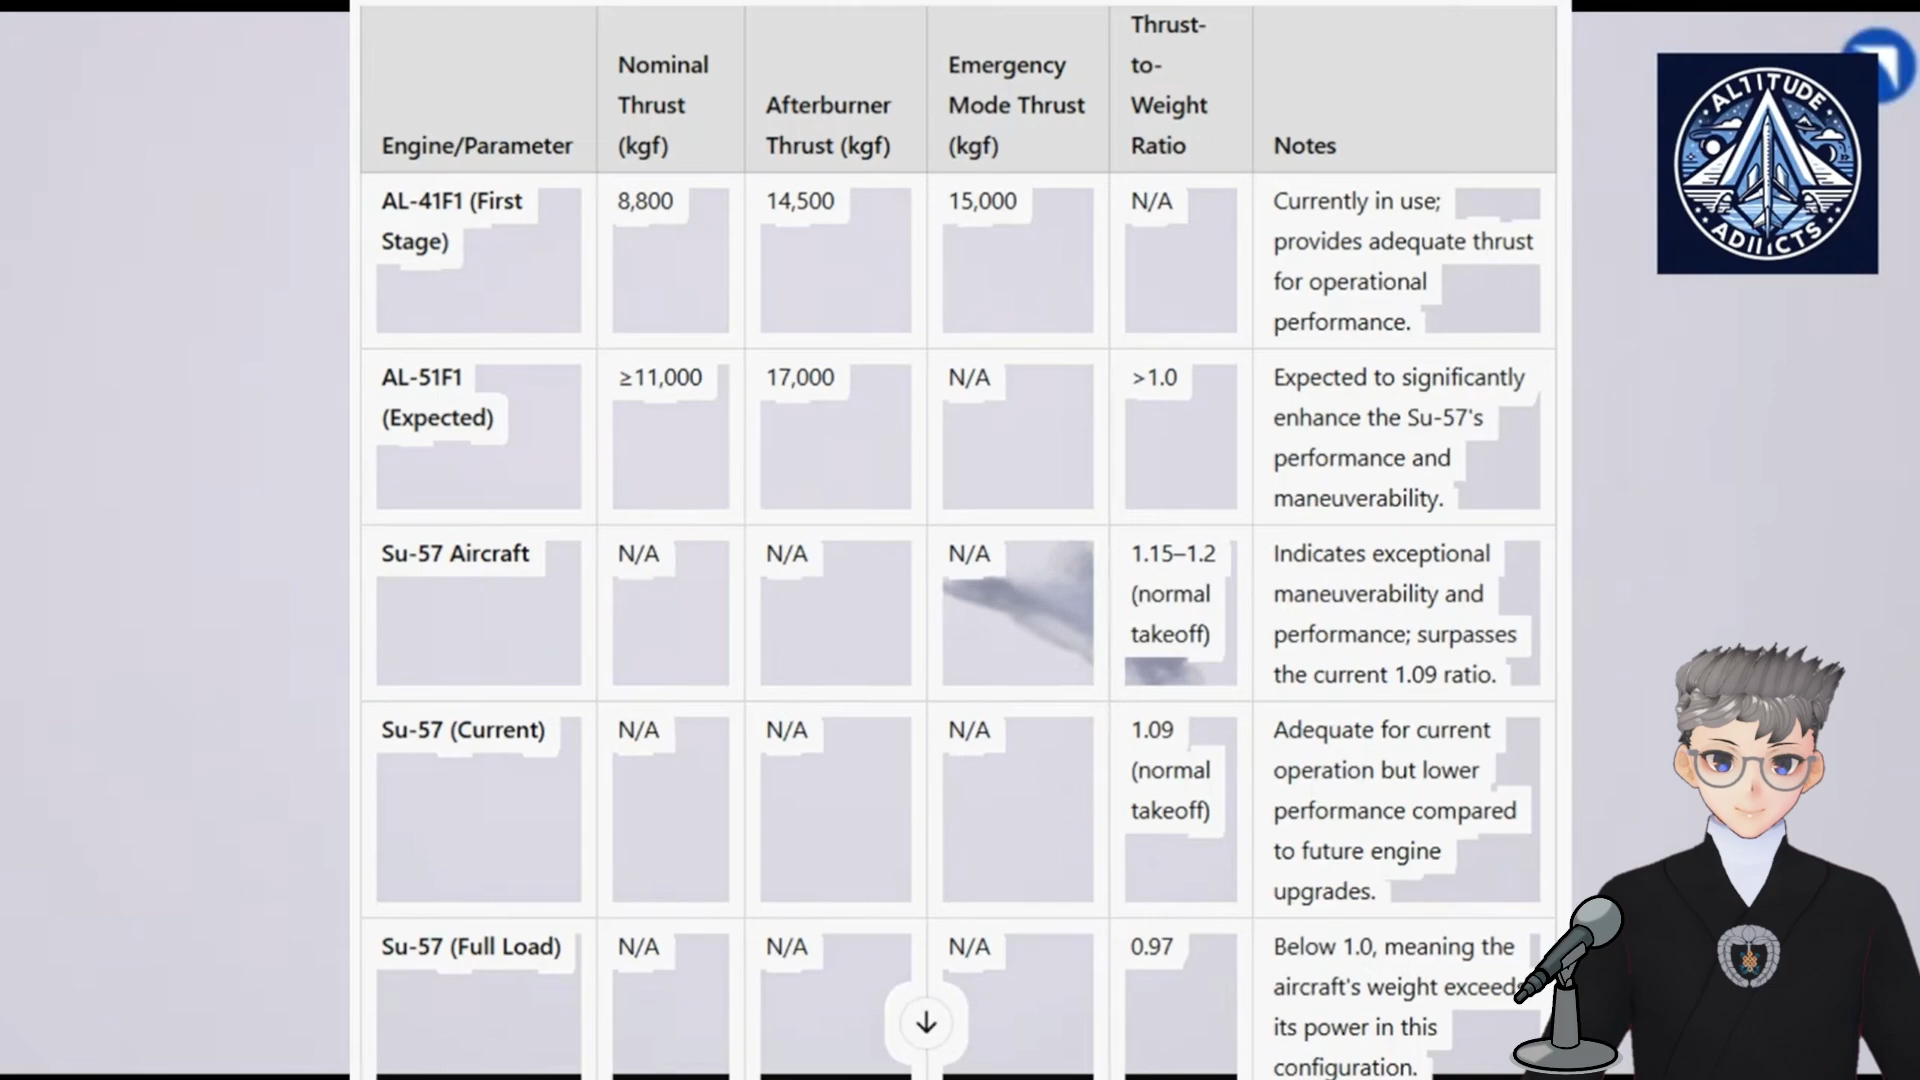 Engine/Parameter
Nominal
Thrust
(kgf)
Afterburner
Thrust (kgf)
Emergency
Mode Thrust
(kgf)
Thrust-
to-
Weight
Ratio
Notes
AL-41F1 (First
Stage)
8,800
14,500
15,000
N/A
Currently in use;
provides adequate thrust
for operational
performance.
AL-51F1
(Expected)
≥11,000
17,000
N/A
>1.0
Expected to significantly
enhance the Su-57's
performance and
maneuverability.
Su-57 Aircraft
N/A
N/A
N/A
1.15–1.2
(normal
takeoff)
Indicates exceptional
maneuverability and
performance; surpasses
the current 1.09 ratio.
Su-57 (Current)
N/A
N/A
N/A
1.09
(normal
takeoff)
Adequate for current
operation but lower
performance compared
to future engine
upgrades.
Su-57 (Full Load)
N/A
N/A
N/A
0.97
Below 1.0, meaning the
aircraft's weight exceeds
its power in this
configuration.
AL1ITUDE
ADIIICTS